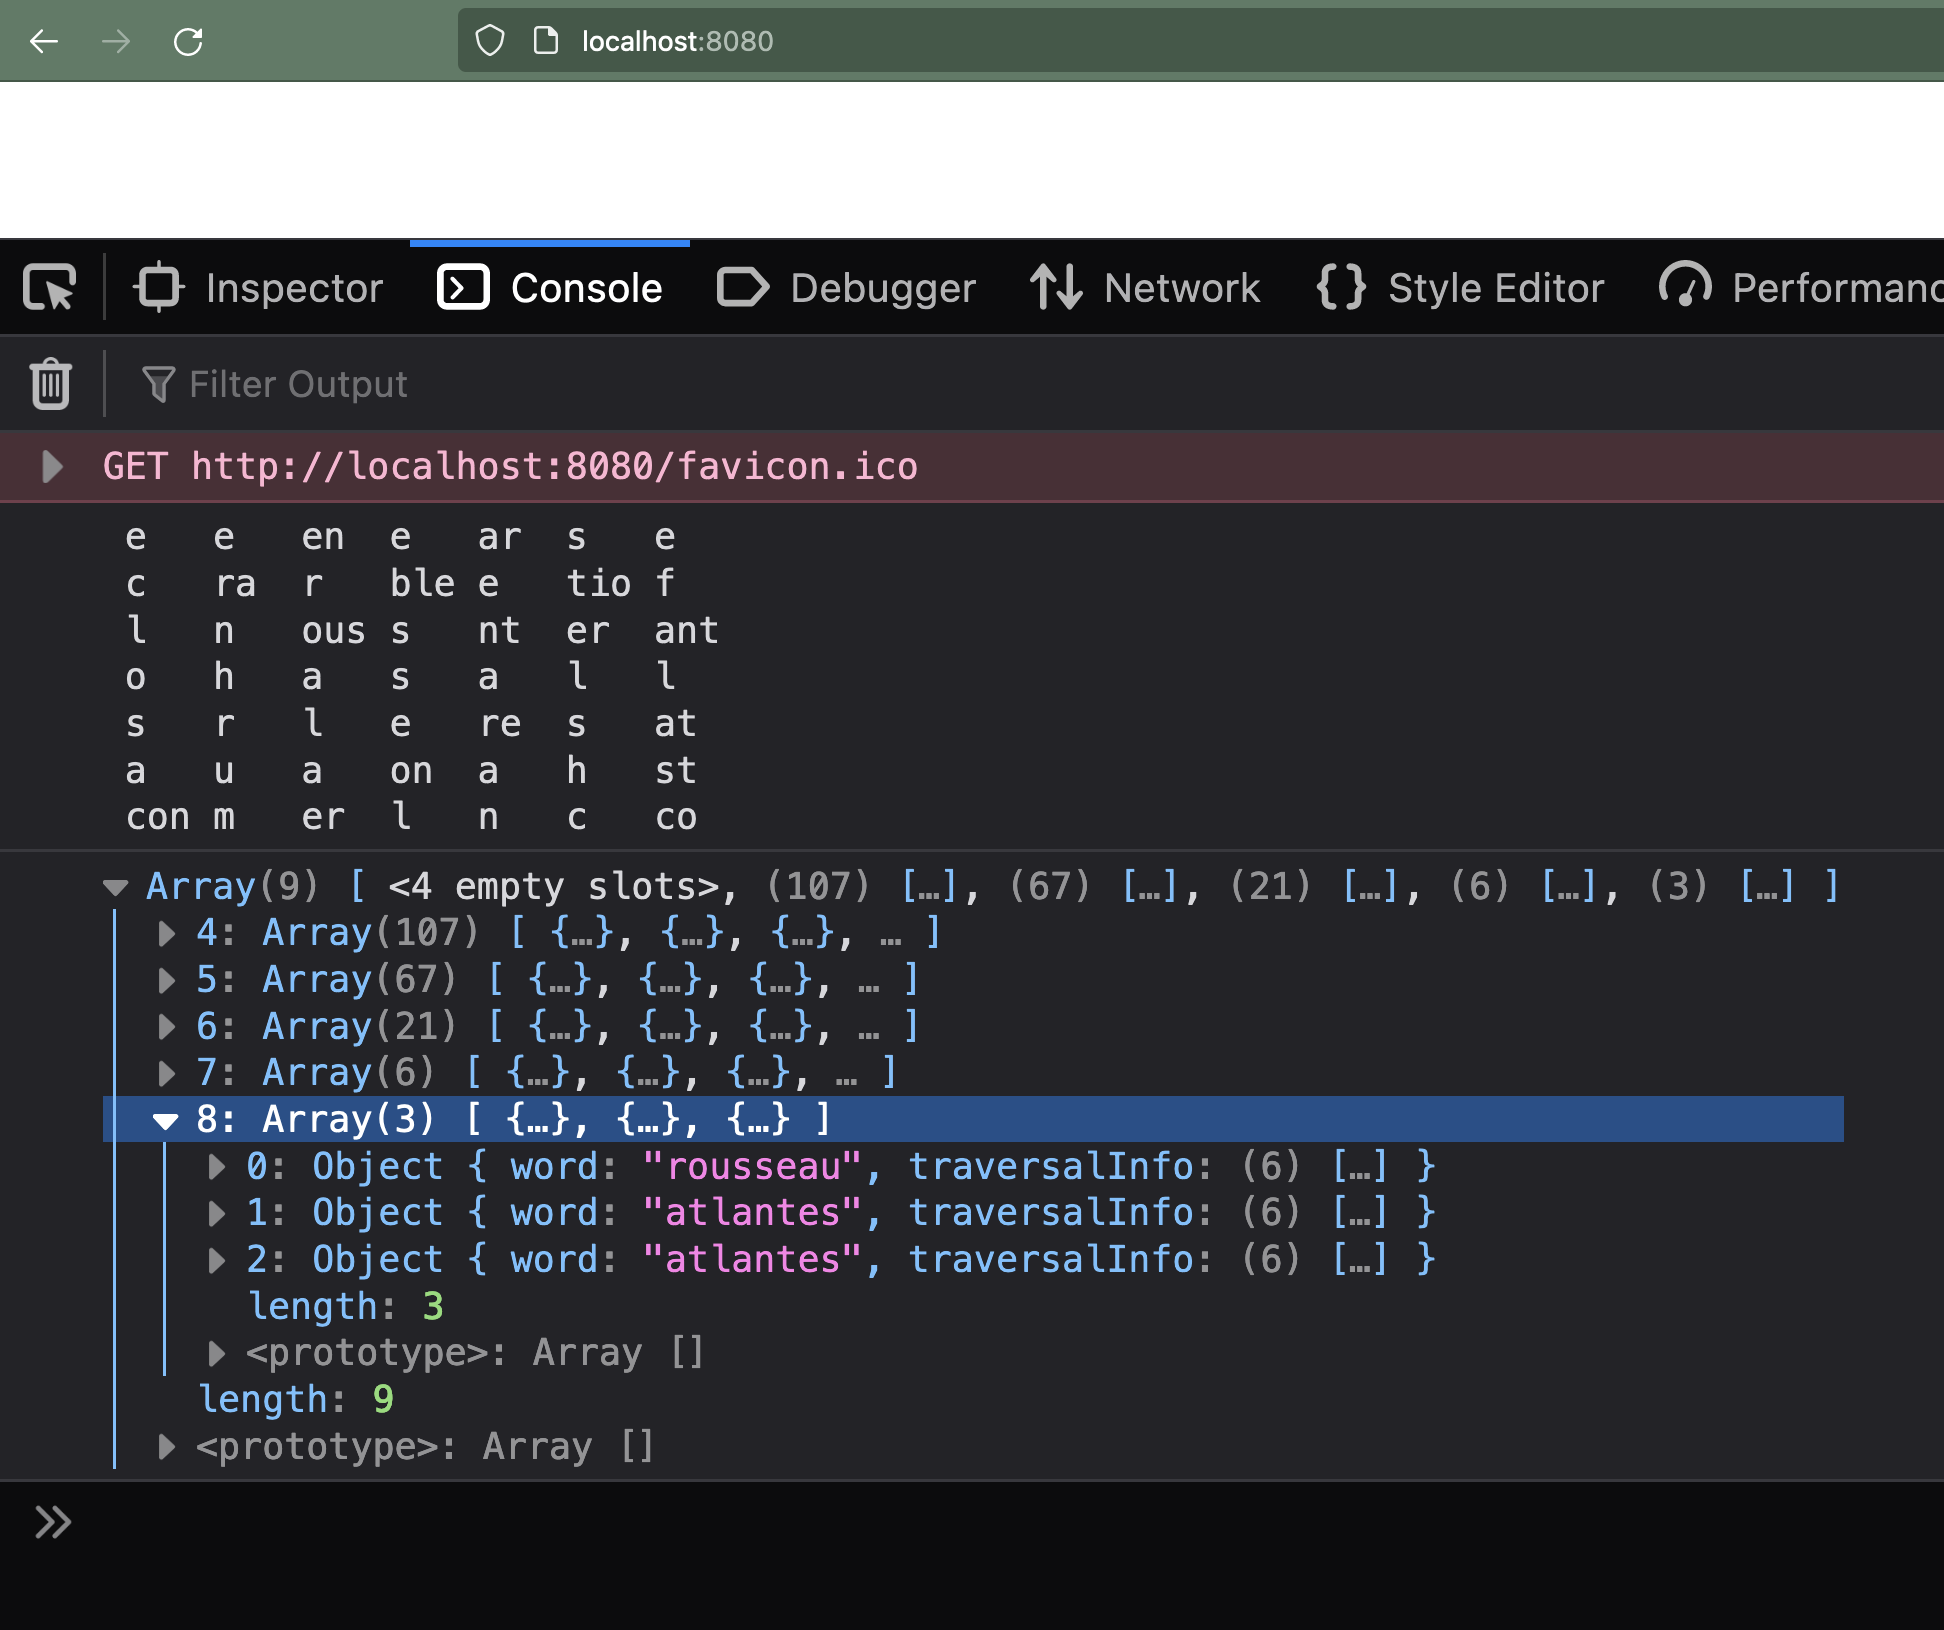 localhost:8080
Inspector Console Debugger Network Style Editor Performanc
Filter Output
GET http://localhost:8080/favicon.ico
e e en e ar s e
c ra r ble e tio f
l n ous s nt er ant
o h a s a l l
s r l e re s at
a u a on a h st
con m er l n c co
Array(9) [ <4 empty slots>, (107) […], (67) […], (21) […], (6) […], (3) […] ]
4: Array(107) [ {…}, {…}, {…}, … ]
5: Array(67) [ {…}, {…}, {…}, … ]
6: Array(21) [ {…}, {…}, {…}, … ]
7: Array(6) [ {…}, {…}, {…}, … ]
8: Array(3) [ {…}, {…}, {…} ]
0: Object { word: "rousseau", traversalInfo: (6) […] }
1: Object { word: "atlantes", traversalInfo: (6) […] }
2: Object { word: "atlantes", traversalInfo: (6) […] }
length: 3
<prototype>: Array []
length: 9
<prototype>: Array []